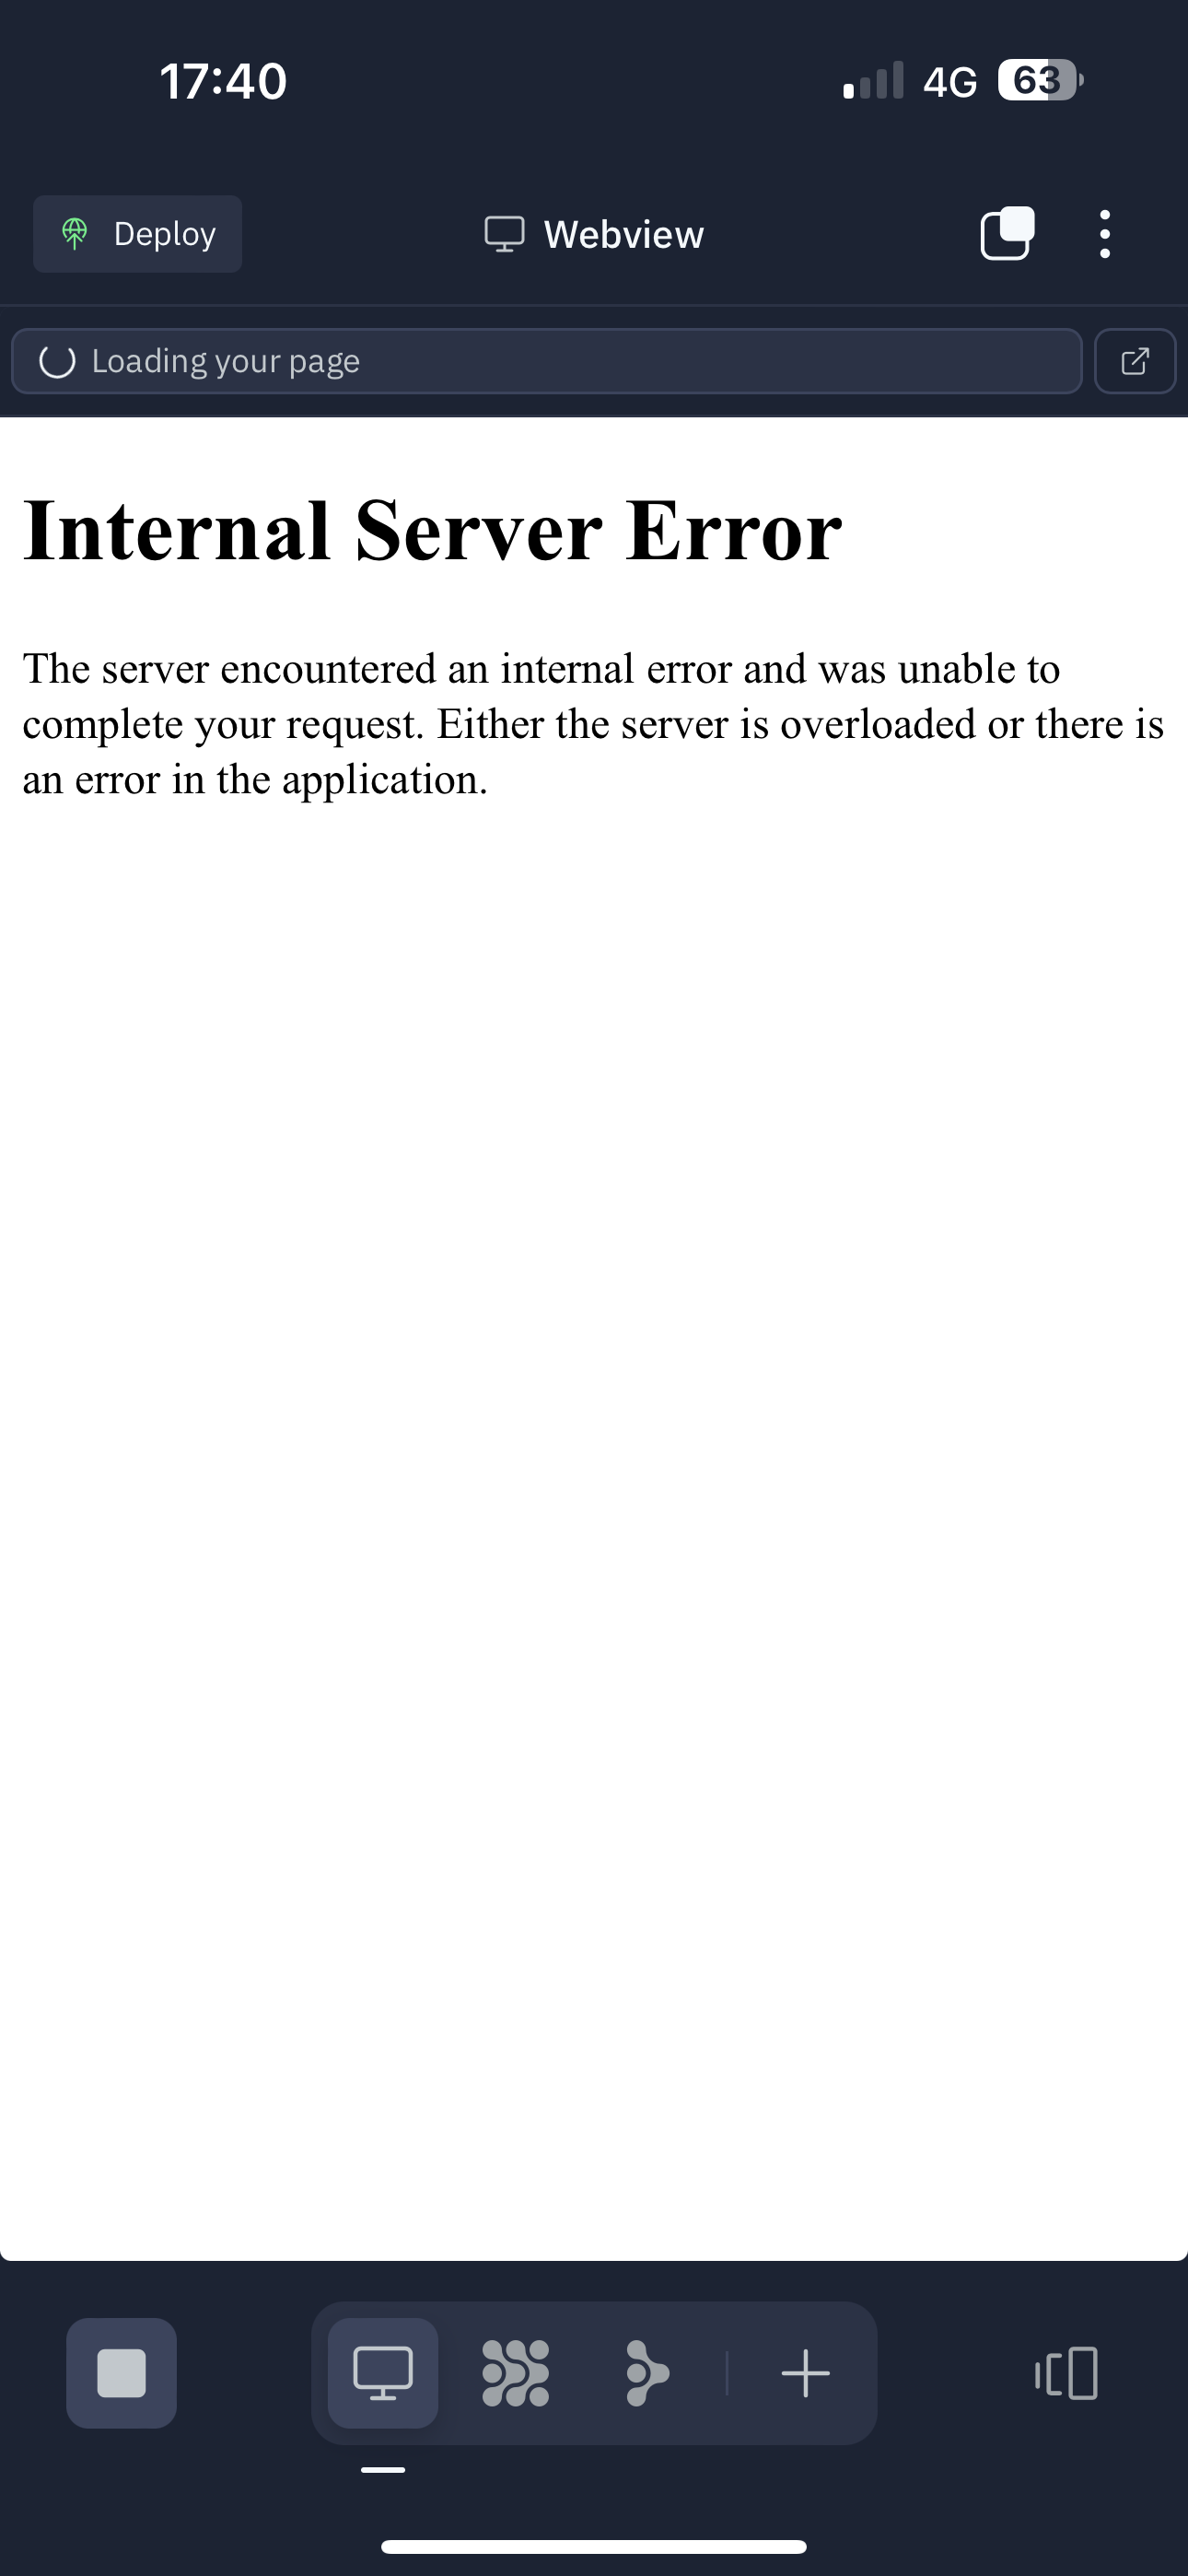 17:40 4G 63
Deploy Webview
Loading your page
Internal Server Error
The server encountered an internal error and was unable to
complete your request. Either the server is overloaded or there is
an error in the application.